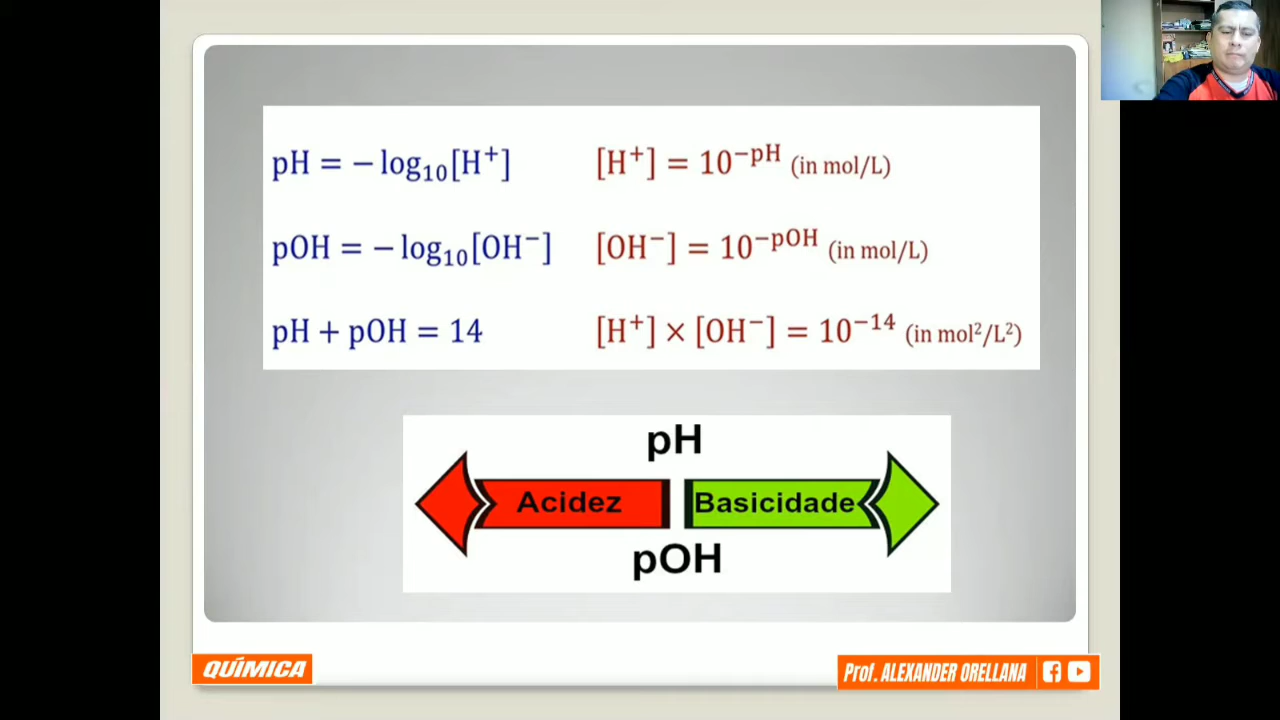 pH = − log₁₀[H⁺]
[H⁺] = 10⁻ᵖᴴ (in mol/L)
pOH = − log₁₀[OH⁻]
[OH⁻] = 10⁻ᵖᴼᴴ (in mol/L)
pH + pOH = 14
[H⁺] × [OH⁻] = 10⁻¹⁴ (in mol²/L²)
pH
Acidez
Basicidade
pOH
QUÍMICA
Prof. ALEXANDER ORELLANA